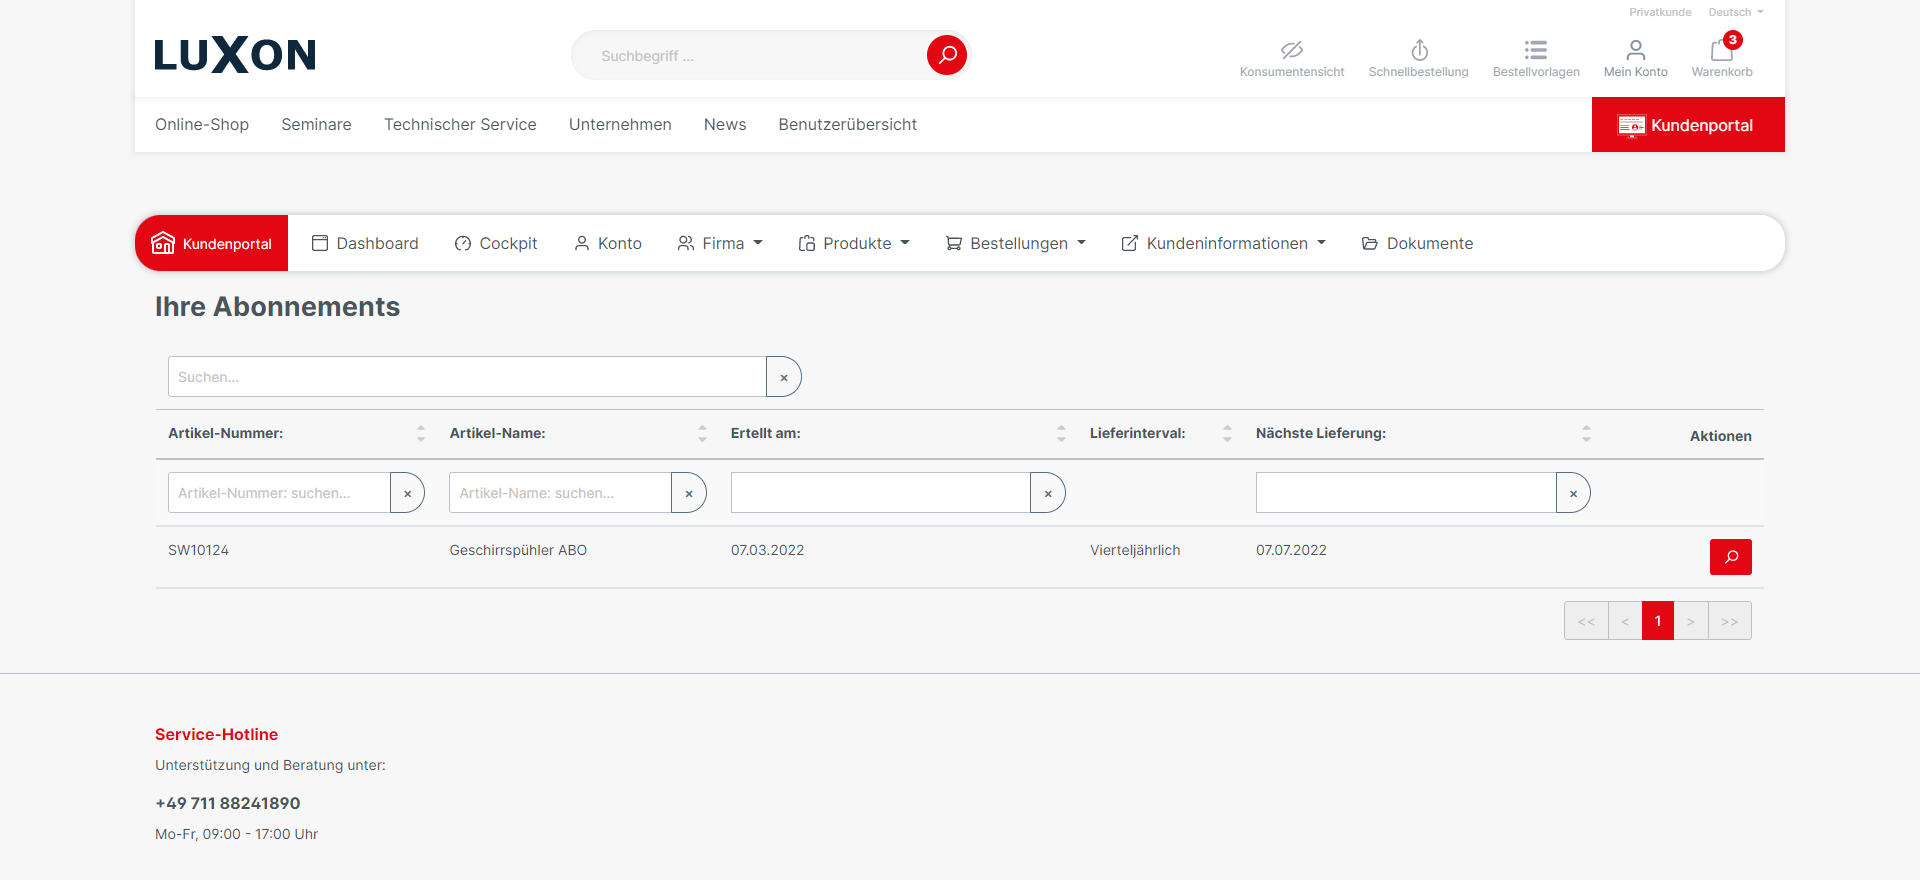 Privatkunde Deutsch
LUXON
Suchbegriff ...
Konsumentensicht Schnellbestellung Bestellvorlagen Mein Konto Warenkorb 3
Online-Shop Seminare Technischer Service Unternehmen News Benutzerübersicht Kundenportal
Kundenportal Dashboard Cockpit Konto Firma Produkte Bestellungen Kundeninformationen Dokumente
Ihre Abonnements
Suchen... ×
Artikel-Nummer: Artikel-Name: Ertellt am: Lieferinterval: Nächste Lieferung: Aktionen
Artikel-Nummer: suchen... × Artikel-Name: suchen... × × ×
SW10124 Geschirrspühler ABO 07.03.2022 Vierteljährlich 07.07.2022
<< < 1 > >>
Service-Hotline
Unterstützung und Beratung unter:
+49 711 88241890
Mo-Fr, 09:00 - 17:00 Uhr